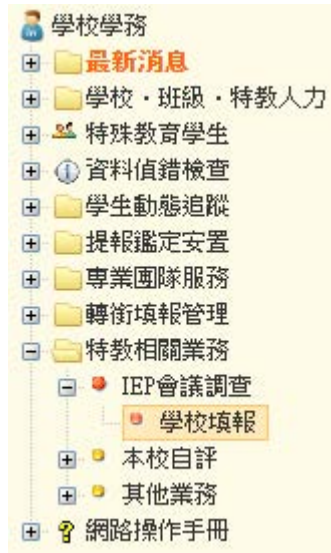 學校學務
最新消息
學校‧班級‧特教人力
特殊教育學生
資料偵錯檢查
學生動態追蹤
提報鑑定安置
專業團隊服務
轉銜填報管理
特教相關業務
IEP會議調查
學校填報
本校自評
其他業務
網路操作手冊